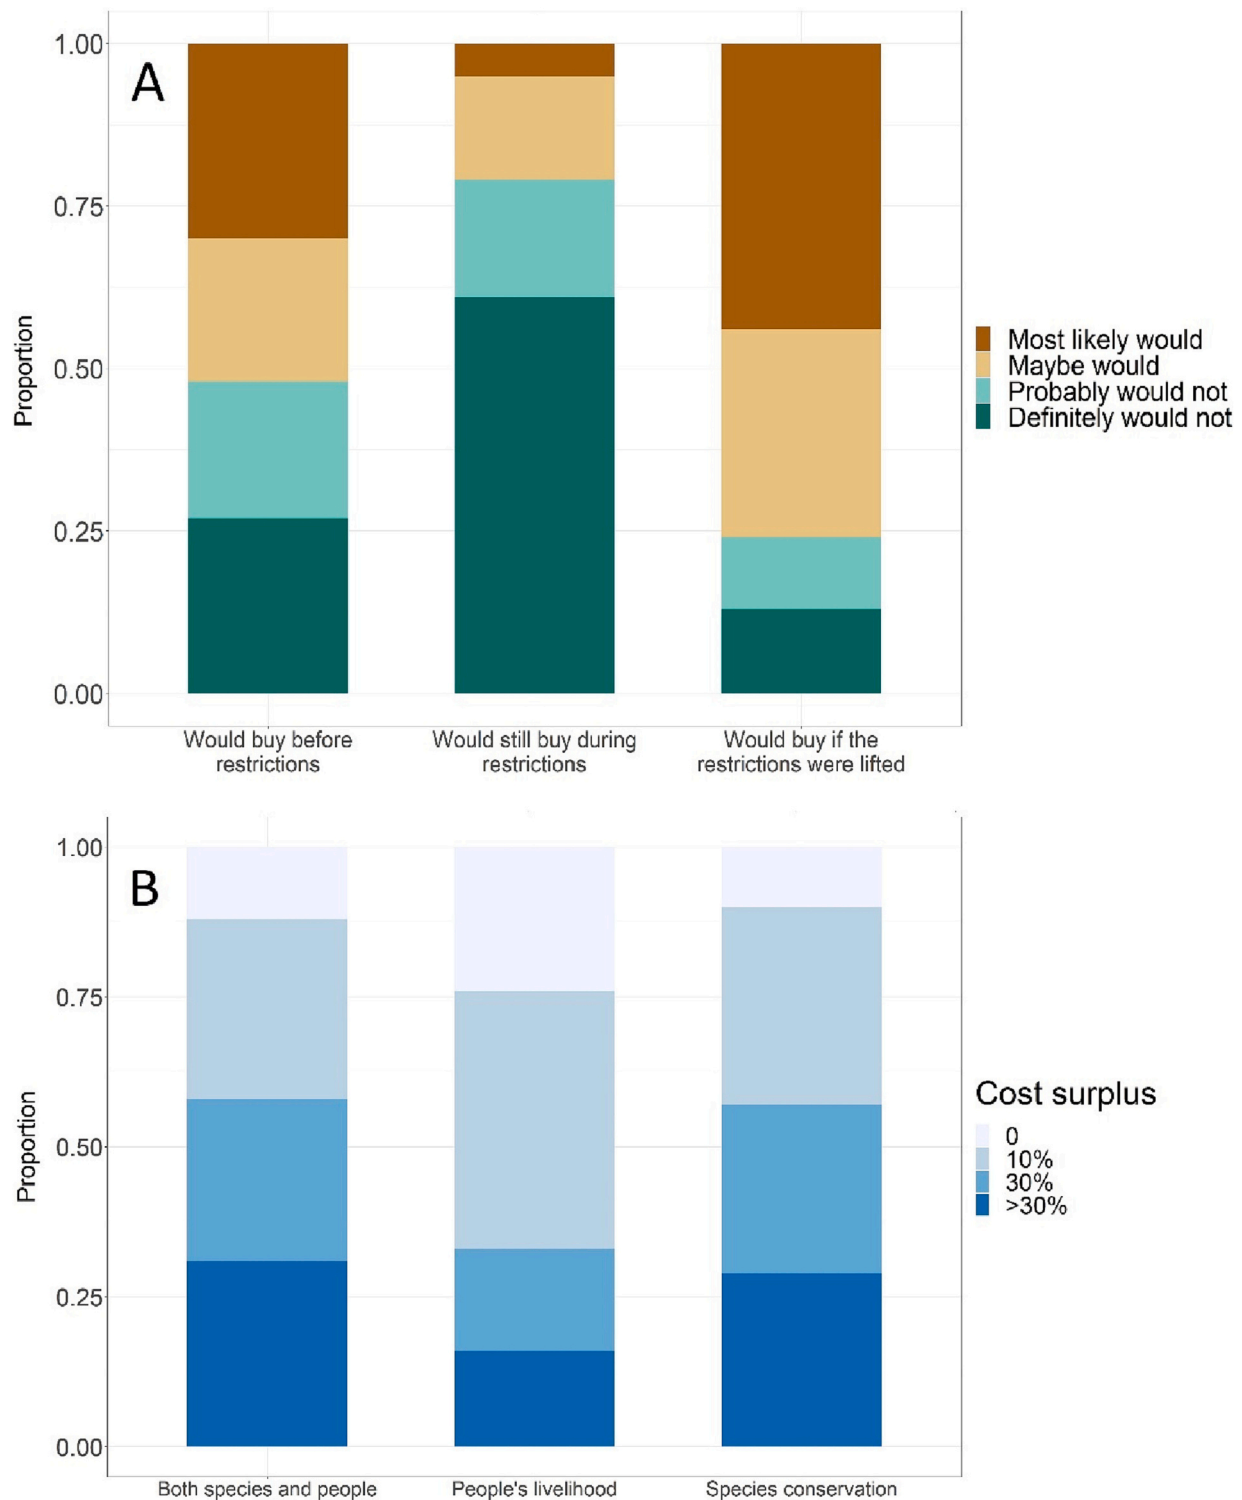 A
1.00
0.75
0.50
0.25
0.00
Proportion
Would buy before
restrictions
Would still buy during
restrictions
Would buy if the
restrictions were lifted
Most likely would
Maybe would
Probably would not
Definitely would not
B
1.00
0.75
0.50
0.25
0.00
Proportion
Both species and people
People's livelihood
Species conservation
Cost surplus
0
10%
30%
>30%